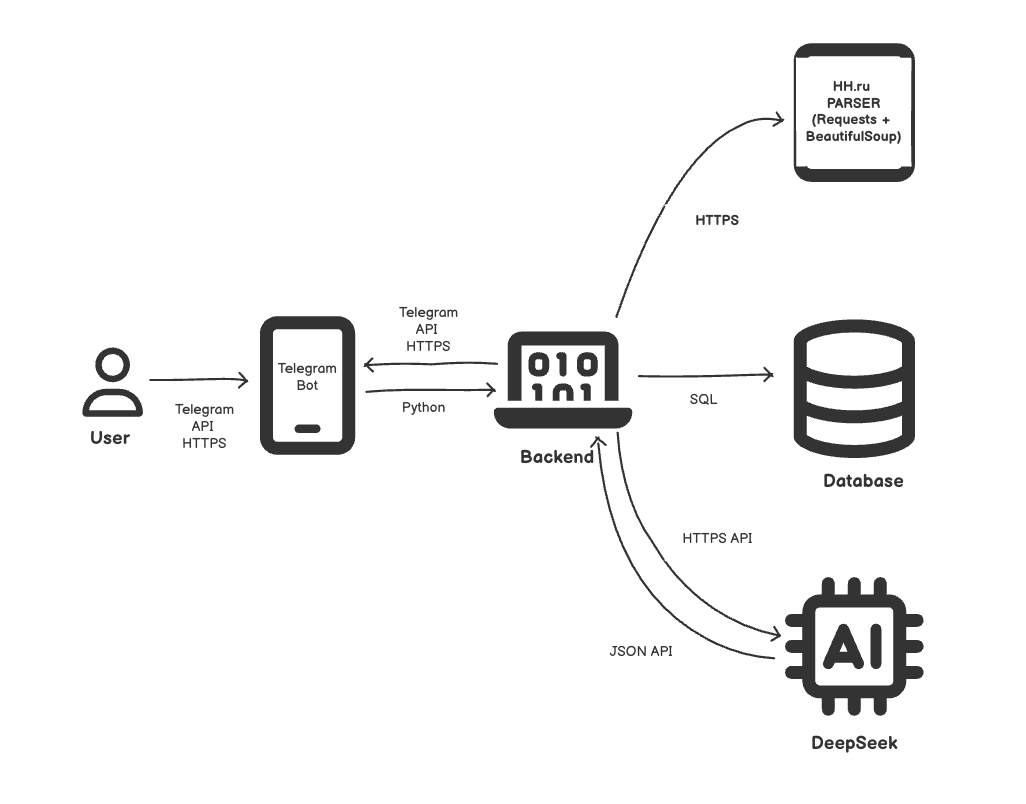 HH.ru
PARSER
(Requests +
BeautifulSoup)
HTTPS
Telegram
API
HTTPS
010
101
Telegram
Bot
Python
SQL
Telegram
API
HTTPS
User
Backend
Database
HTTPS API
JSON API
AI
DeepSeek